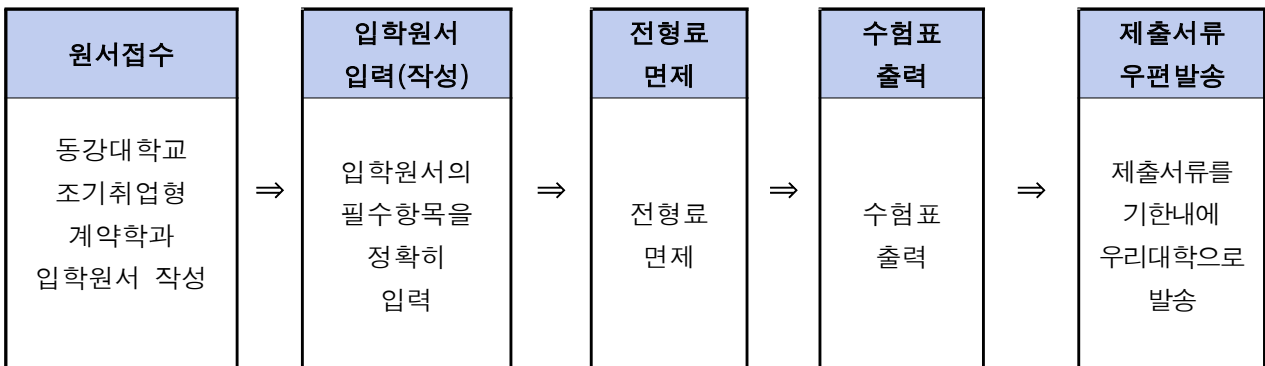 원서접수
동강대학교
조기취업형
계약학과
입학원서 작성
⇒
입학원서
입력(작성)
입학원서의
필수항목을
정확히
입력
⇒
전형료
면제
전형료
면제
⇒
수험표
출력
수험표
출력
⇒
제출서류
우편발송
제출서류를
기한내에
우리대학으로
발송